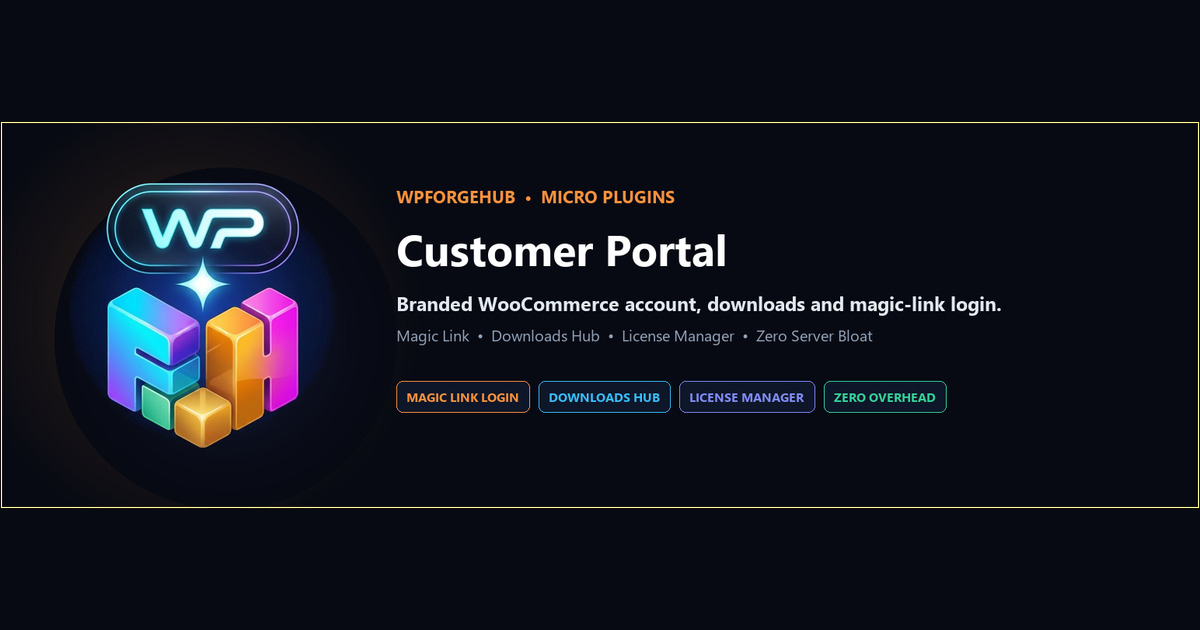 WP
FH
WPFORGEHUB • MICRO PLUGINS
Customer Portal
Branded WooCommerce account, downloads and magic-link login.
Magic Link • Downloads Hub • License Manager • Zero Server Bloat
MAGIC LINK LOGIN DOWNLOADS HUB LICENSE MANAGER ZERO OVERHEAD